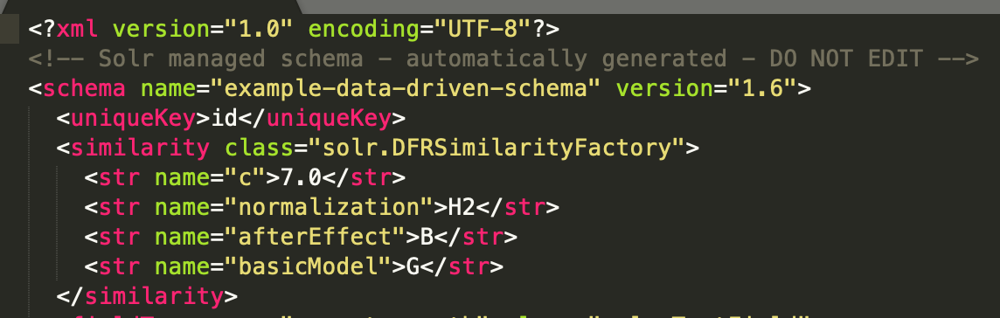 <?xml version="1.0" encoding="UTF-8"?>
<!-- Solr managed schema - automatically generated - DO NOT EDIT -->
<schema name="example-data-driven-schema" version="1.6">
<uniqueKey>id</uniqueKey>
<similarity class="solr.DFRSimilarityFactory">
<str name="c">7.0</str>
<str name="normalization">H2</str>
<str name="afterEffect">B</str>
<str name="basicModel">G</str>
</similarity>